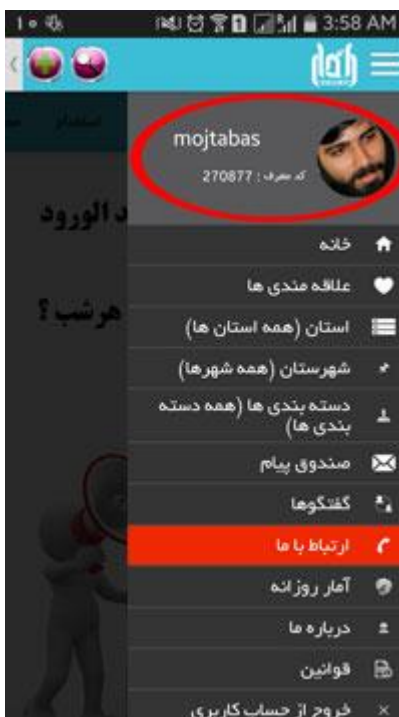 3:58 AM
mojtabas
کد معرف : 270877
د الورود
هرشب ؟
خانه
علاقه مندی ها
استان (همه استان ها)
شهرستان (همه شهرها)
دسته بندی ها (همه دسته
بندی ها)
صندوق پیام
گفتگوها
ارتباط با ما
آمار روزانه
درباره ما
قوانین
خروج از حساب کاربری